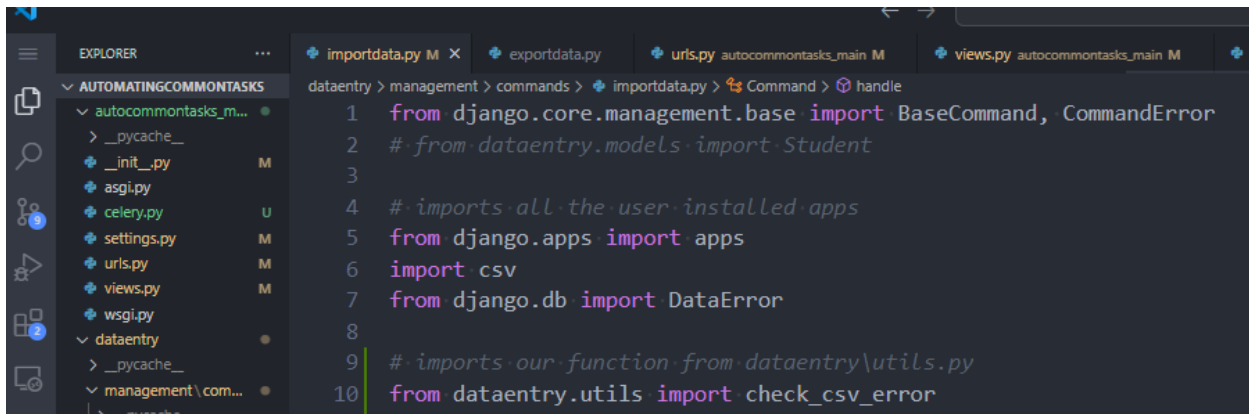 EXPLORER
AUTOMATINGCOMMONTASKS
autocommontasks_m...
__pycache__
__init__.py M
asgi.py
celery.py U
settings.py M
urls.py M
views.py M
wsgi.py
dataentry
__pycache__
management\com...
9
2
importdata.py M
exportdata.py
urls.py autocommontasks_main M
views.py autocommontasks_main M
dataentry > management > commands > importdata.py > Command > handle
1 from django.core.management.base import BaseCommand, CommandError
2 # from dataentry.models import Student
3
4 # imports all the user installed apps
5 from django.apps import apps
6 import csv
7 from django.db import DataError
8
9 # imports our function from dataentry\utils.py
10 from dataentry.utils import check_csv_error